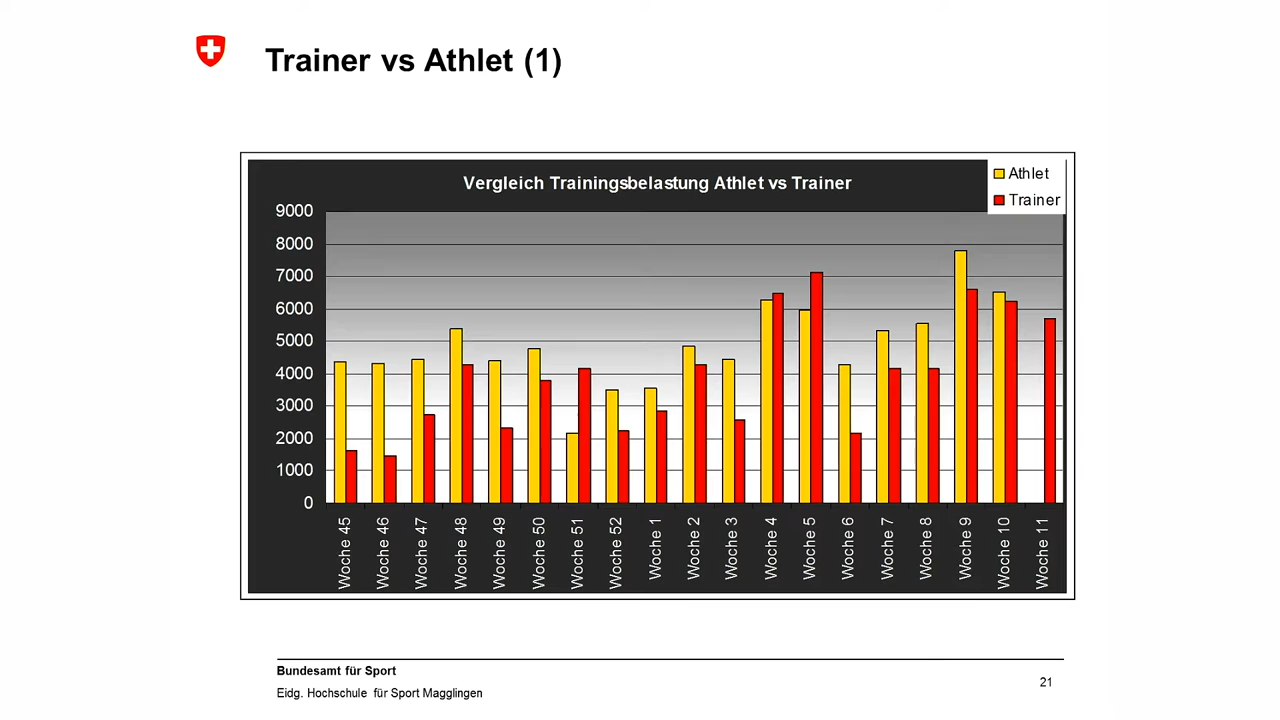 Trainer vs Athlet (1)
Vergleich Trainingsbelastung Athlet vs Trainer
Athlet
Trainer
9000
8000
7000
6000
5000
4000
3000
2000
1000
0
Woche 45
Woche 46
Woche 47
Woche 48
Woche 49
Woche 50
Woche 51
Woche 52
Woche 1
Woche 2
Woche 3
Woche 4
Woche 5
Woche 6
Woche 7
Woche 8
Woche 9
Woche 10
Woche 11
Bundesamt für Sport
Eidg. Hochschule für Sport Magglingen
21